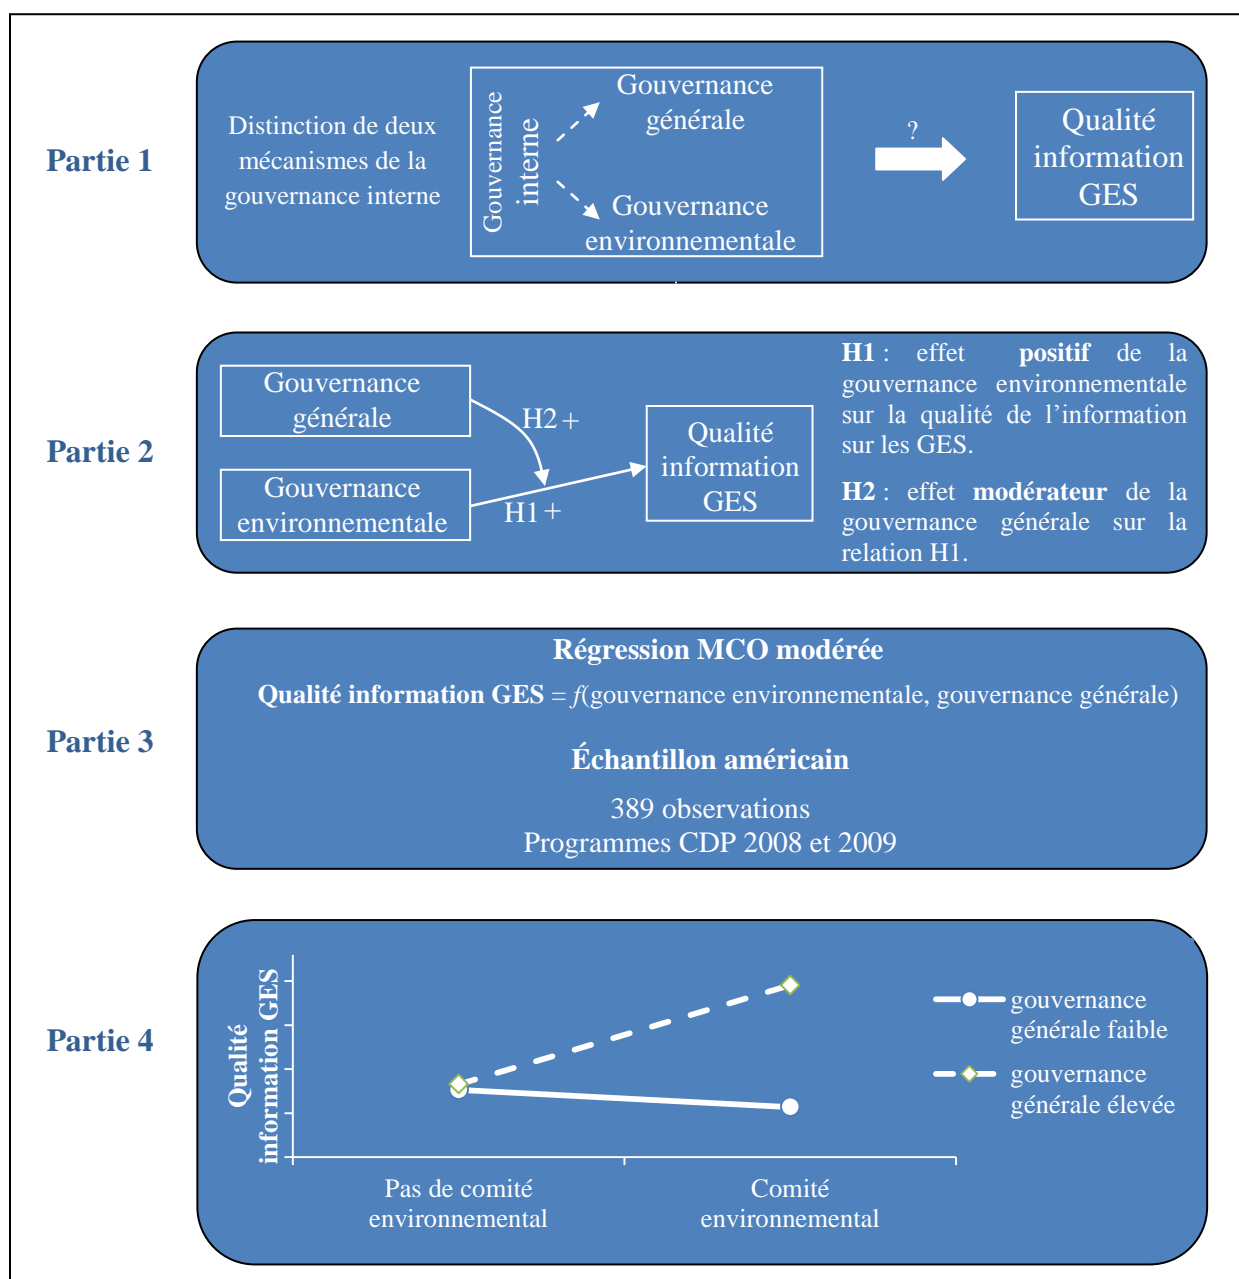 Partie 1
Distinction de deux
mécanismes de la
gouvernance interne
Gouvernance
interne
Gouvernance
générale
Gouvernance
environnementale
?
Qualité
information
GES
Partie 2
Gouvernance
générale
Gouvernance
environnementale
H2 +
H1 +
Qualité
information
GES
H1 : effet positif de la
gouvernance environnementale
sur la qualité de l’information
sur les GES.
H2 : effet modérateur de la
gouvernance générale sur la
relation H1.
Partie 3
Régression MCO modérée
Qualité information GES = f(gouvernance environnementale, gouvernance générale)
Échantillon américain
389 observations
Programmes CDP 2008 et 2009
Partie 4
Qualité
information GES
Pas de comité
environnemental
Comité
environnemental
gouvernance
générale faible
gouvernance
générale élevée